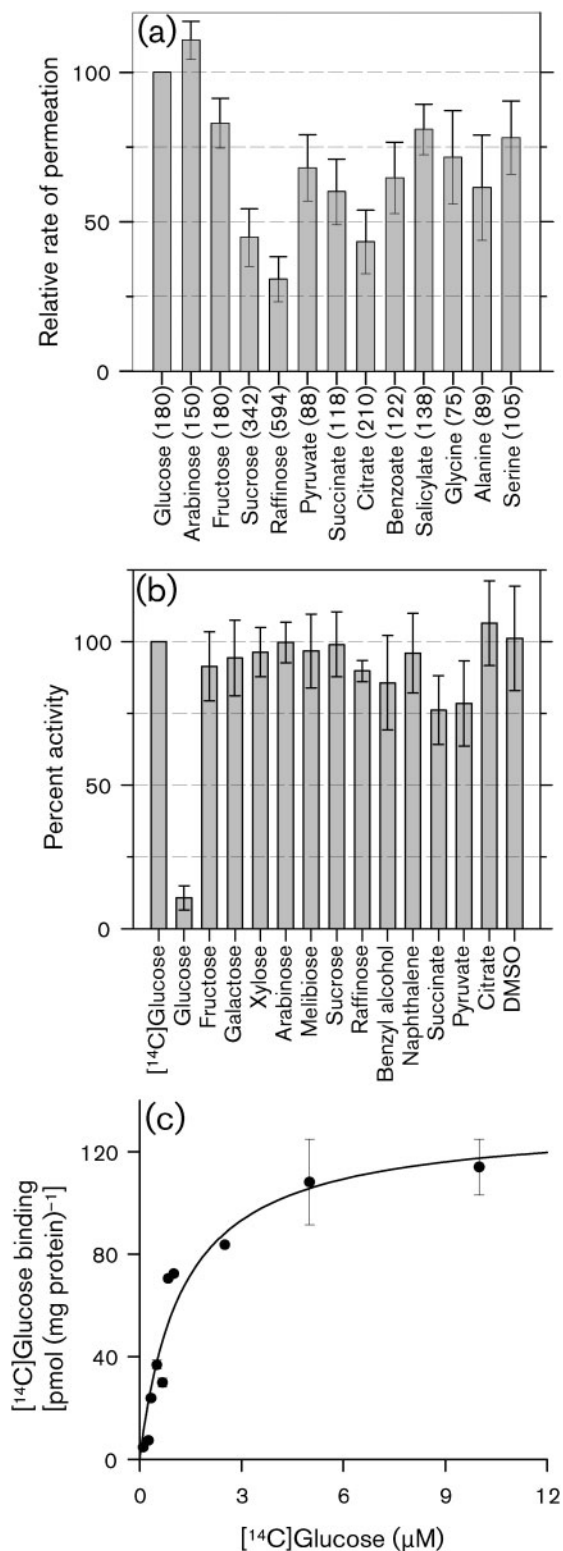 (a)
100
50
0
Relative rate of permeation
Glucose (180)
Arabinose (150)
Fructose (180)
Sucrose (342)
Raffinose (594)
Pyruvate (88)
Succinate (118)
Citrate (210)
Benzoate (122)
Salicylate (138)
Glycine (75)
Alanine (89)
Serine (105)
(b)
100
50
0
Percent activity
[¹⁴C]Glucose
Glucose
Fructose
Galactose
Xylose
Arabinose
Melibiose
Sucrose
Raffinose
Benzyl alcohol
Naphthalene
Succinate
Pyruvate
Citrate
DMSO
(c)
120
80
40
0
[¹⁴C]Glucose binding
[pmol (mg protein)⁻¹]
0 3 6 9 12
[¹⁴C]Glucose (μM)